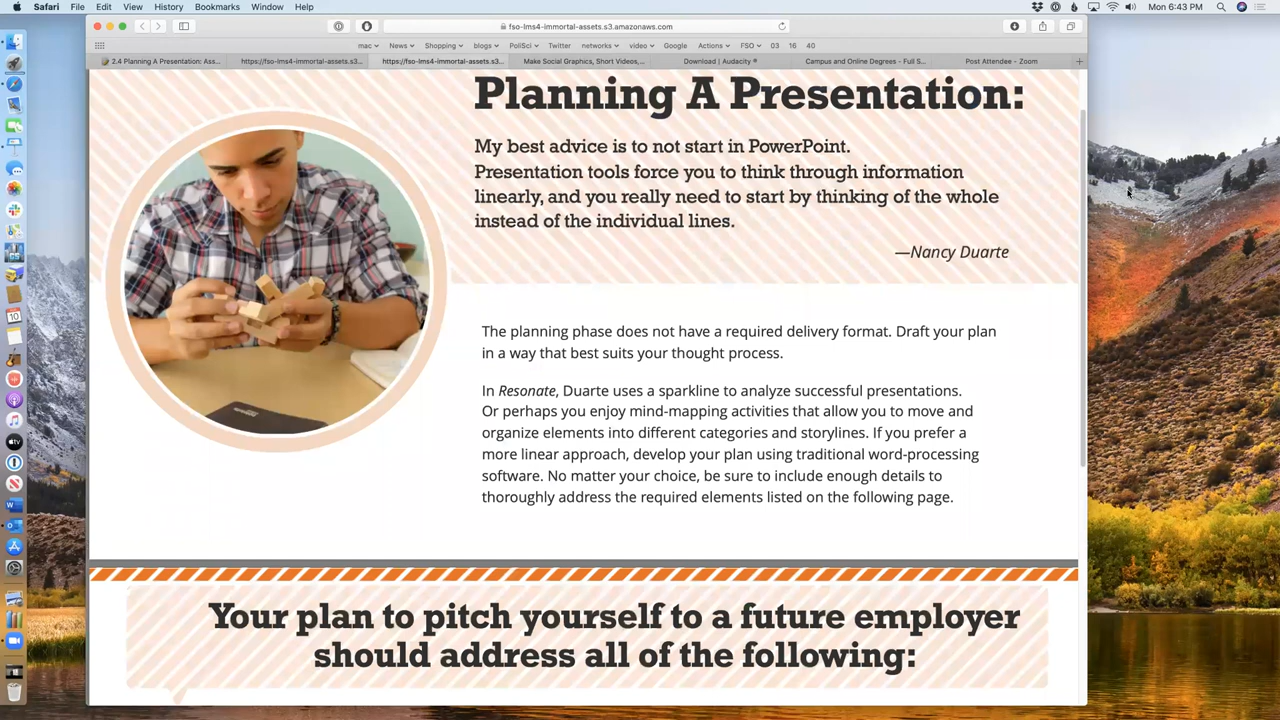 Safari File Edit View History Bookmarks Window Help Mon 6:43 PM
fso-lms4-immortal-assets.s3.amazonaws.com
mac News Shopping blogs PoliSci Twitter networks video Google Actions FSO 03 16 40
2.4 Planning A Presentation: Ass... https://fso-lms4-immortal-assets.s3... https://fso-lms4-immortal-assets.s3... Make Social Graphics, Short Videos,... Download | Audacity ® Campus and Online Degrees - Full S... Post Attendee - Zoom
Planning A Presentation:
My best advice is to not start in PowerPoint.
Presentation tools force you to think through information
linearly, and you really need to start by thinking of the whole
instead of the individual lines.
—Nancy Duarte
The planning phase does not have a required delivery format. Draft your plan
in a way that best suits your thought process.
In Resonate, Duarte uses a sparkline to analyze successful presentations.
Or perhaps you enjoy mind-mapping activities that allow you to move and
organize elements into different categories and storylines. If you prefer a
more linear approach, develop your plan using traditional word-processing
software. No matter your choice, be sure to include enough details to
thoroughly address the required elements listed on the following page.
Your plan to pitch yourself to a future employer
should address all of the following: